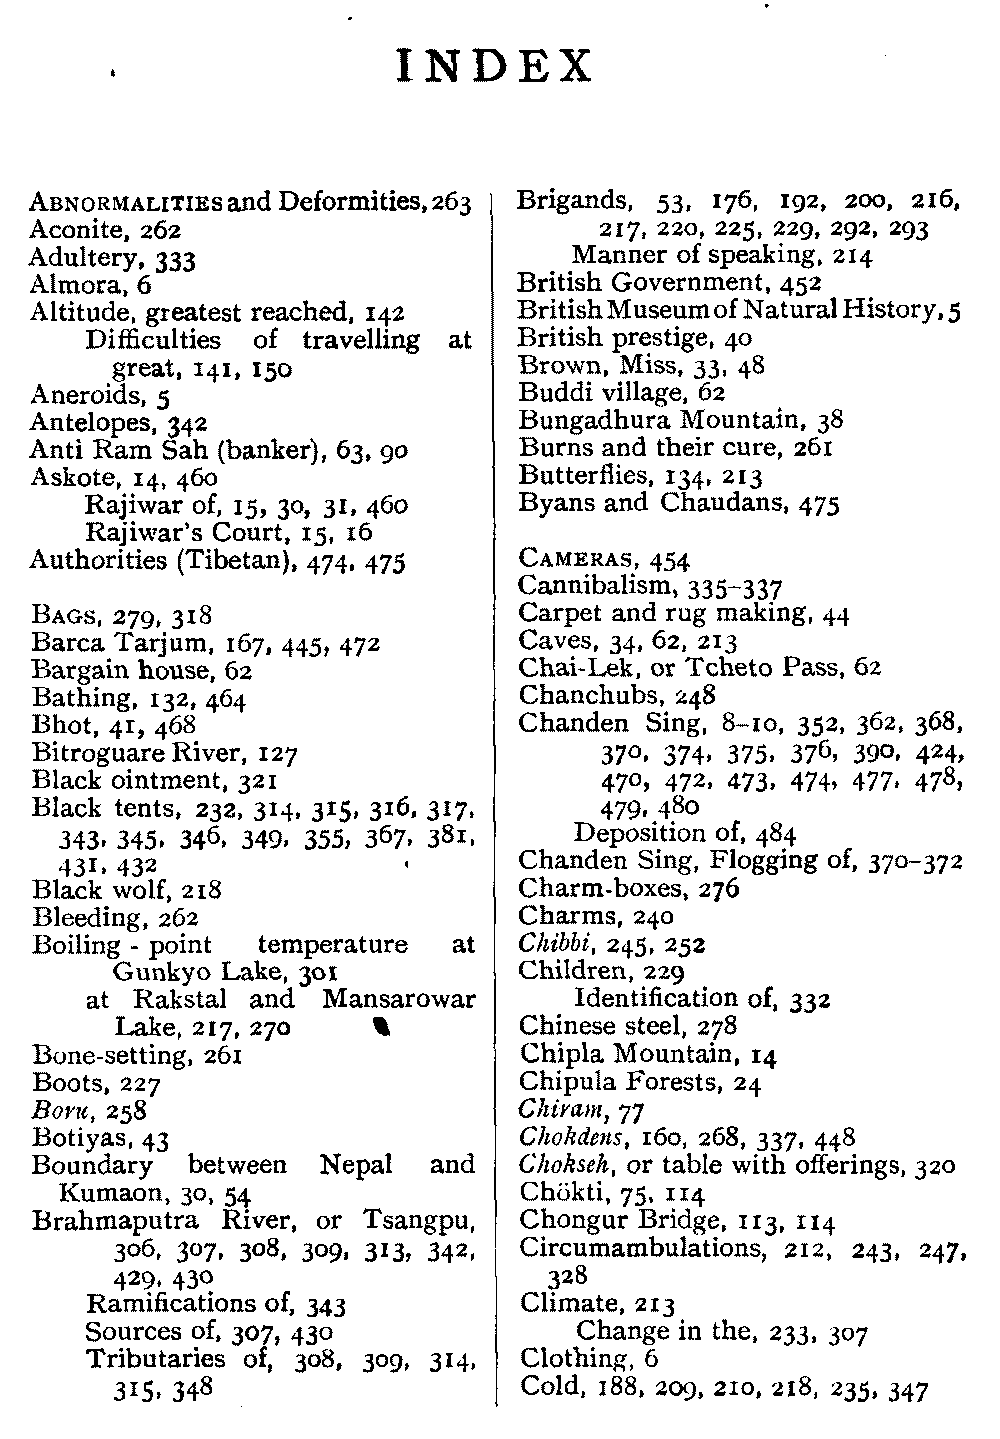 INDEX
ABNORMALITIES and Deformities, 263
Aconite, 262
Adultery, 333
Almora, 6
Altitude, greatest reached, 142
Difficulties of travelling at
great, 141, 150
Aneroids, 5
Antelopes, 342
Anti Ram Sah (banker), 63, 90
Askote, 14, 460
Rajiwar of, 15, 30, 31, 460
Rajiwar's Court, 15, 16
Authorities (Tibetan), 474, 475
BAGS, 279, 318
Barca Tarjum, 167, 445, 472
Bargain house, 62
Bathing, 132, 464
Bhot, 41, 468
Bitroguare River, 127
Black ointment, 321
Black tents, 232, 314, 315, 316, 317,
343, 345, 346, 349, 355, 367, 381,
431, 432
Black wolf, 218
Bleeding, 262
Boiling - point temperature at
Gunkyo Lake, 301
at Rakstal and Mansarowar
Lake, 217, 270
Bone-setting, 261
Boots, 227
Boru, 258
Botiyas, 43
Boundary between Nepal and
Kumaon, 30, 54
Brahmaputra River, or Tsangpu,
306, 307, 308, 309, 313, 342,
429, 430
Ramifications of, 343
Sources of, 307, 430
Tributaries of, 308, 309, 314,
315, 348
Brigands, 53, 176, 192, 200, 216,
217, 220, 225, 229, 292, 293
Manner of speaking, 214
British Government, 452
British Museum of Natural History, 5
British prestige, 40
Brown, Miss, 33, 48
Buddi village, 62
Bungadhura Mountain, 38
Burns and their cure, 261
Butterflies, 134, 213
Byans and Chaudans, 475
CAMERAS, 454
Cannibalism, 335–337
Carpet and rug making, 44
Caves, 34, 62, 213
Chai-Lek, or Tcheto Pass, 62
Chanchubs, 248
Chanden Sing, 8–10, 352, 362, 368,
370, 374, 375, 376, 390, 424,
470, 472, 473, 474, 477, 478,
479, 480
Deposition of, 484
Chanden Sing, Flogging of, 370–372
Charm-boxes, 276
Charms, 240
Chibbi, 245, 252
Children, 229
Identification of, 332
Chinese steel, 278
Chipla Mountain, 14
Chipula Forests, 24
Chiram, 77
Chokdens, 160, 268, 337, 448
Chokseh, or table with offerings, 320
Chökti, 75, 114
Chongur Bridge, 113, 114
Circumambulations, 212, 243, 247,
328
Climate, 213
Change in the, 233, 307
Clothing, 6
Cold, 188, 209, 210, 218, 235, 347